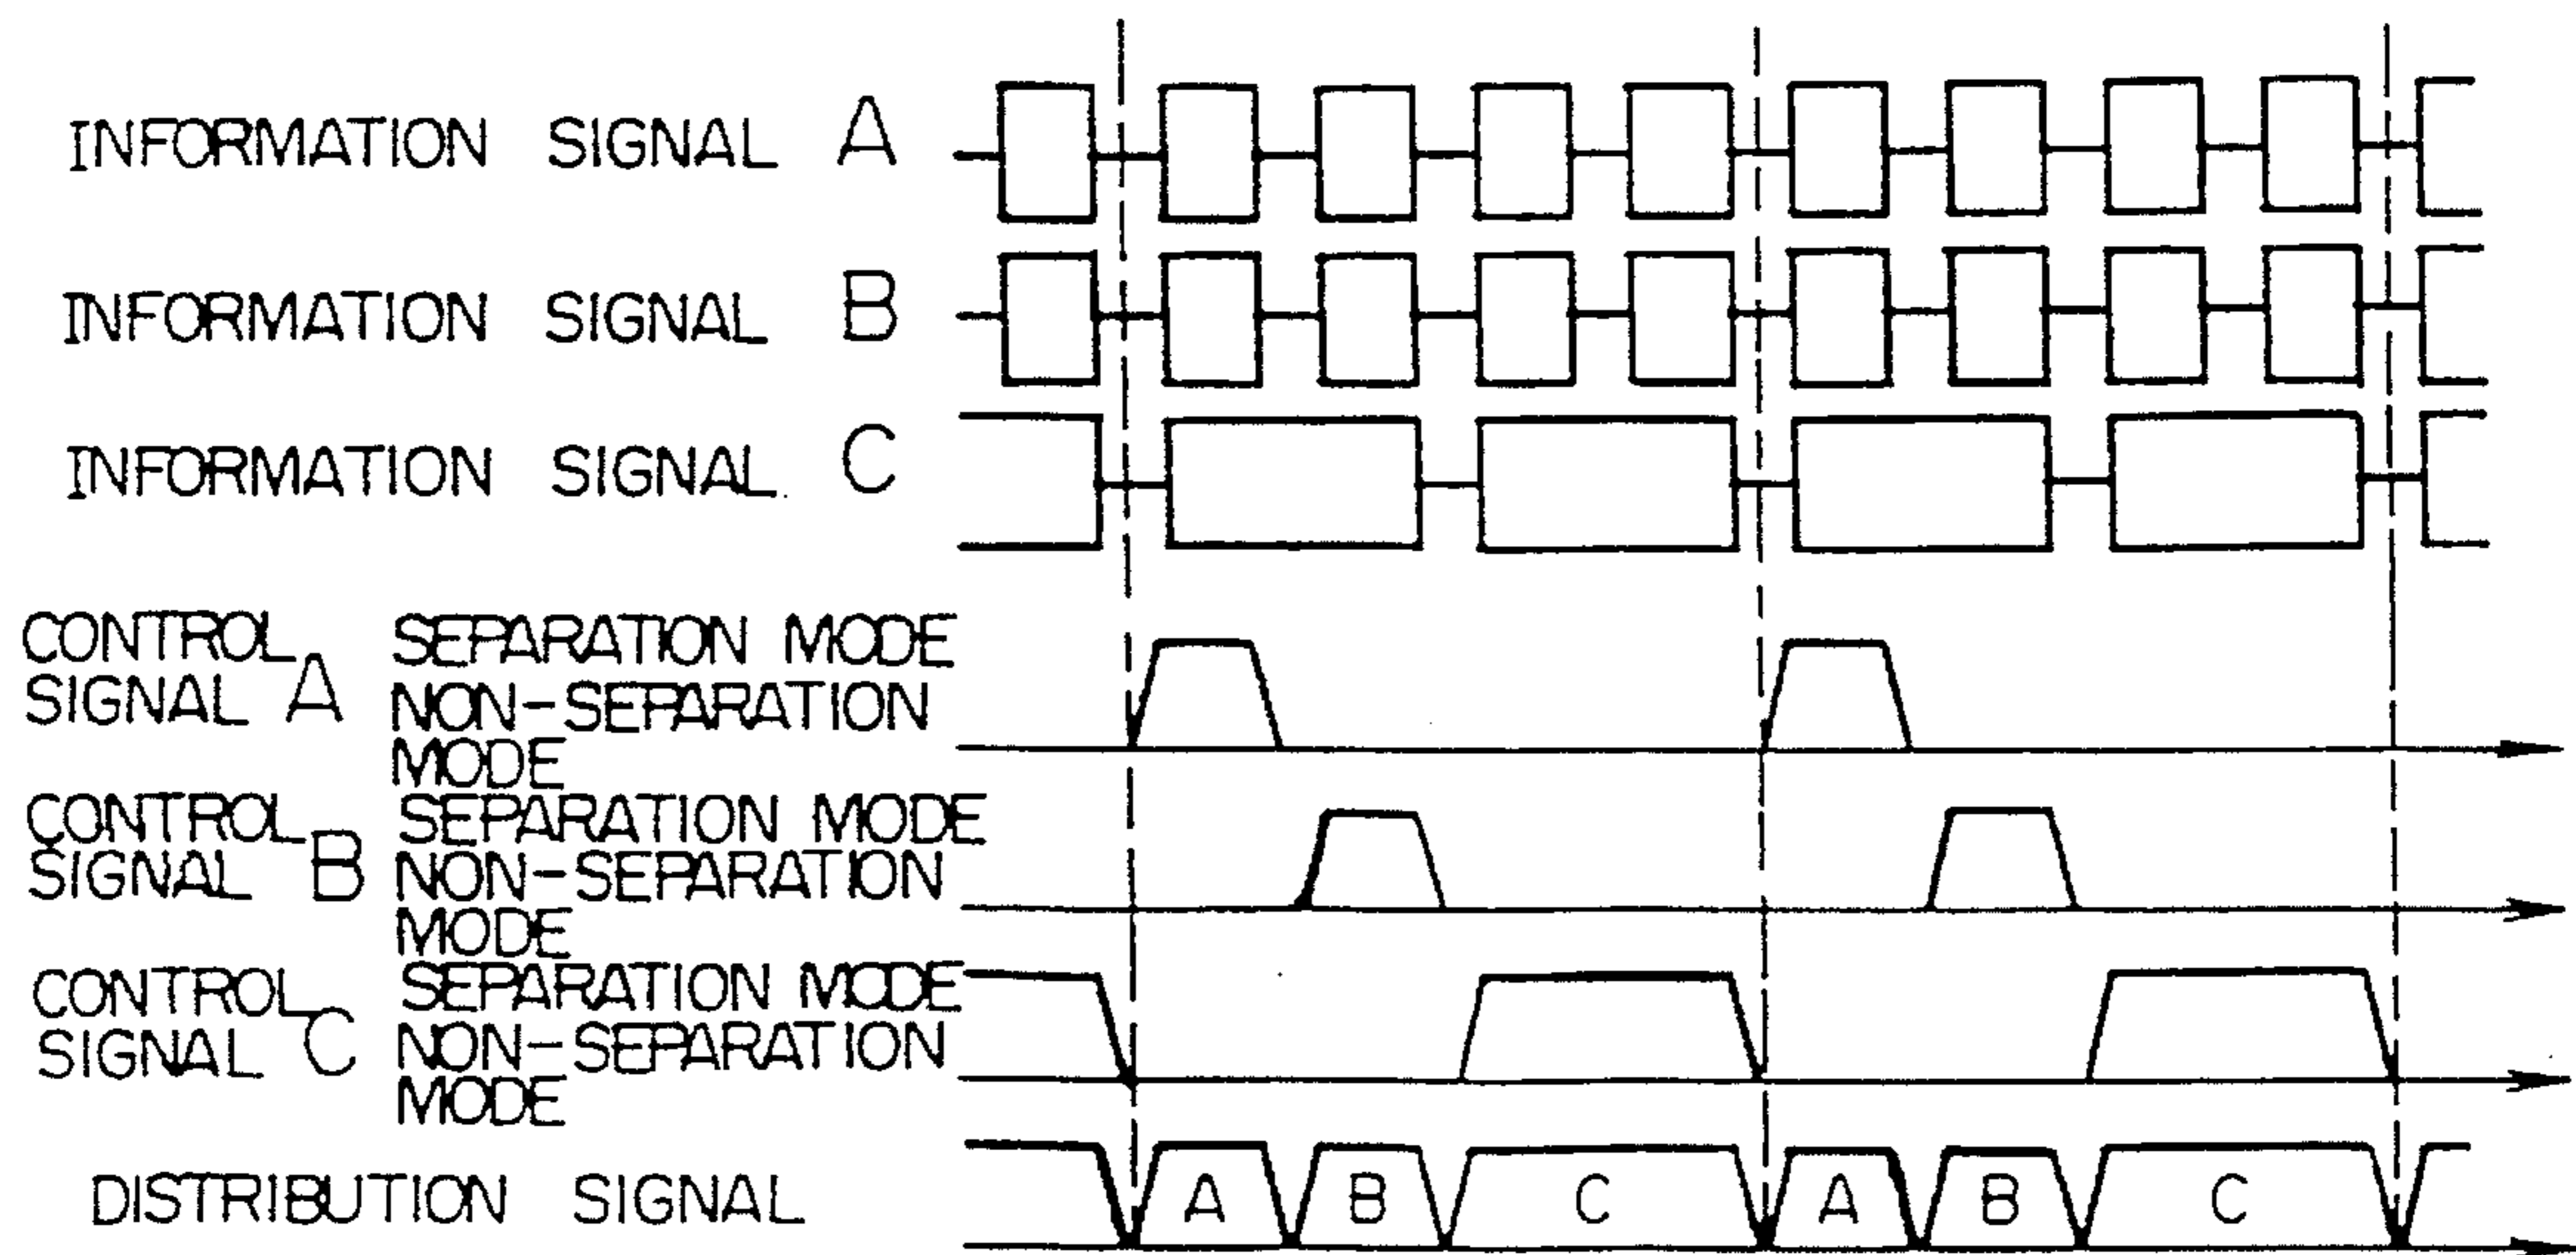 INFORMATION SIGNAL A
INFORMATION SIGNAL B
INFORMATION SIGNAL C
CONTROL SIGNAL A
SEPARATION MODE
NON-SEPARATION
MODE
CONTROL SIGNAL B
SEPARATION MODE
NON-SEPARATION
MODE
CONTROL SIGNAL C
SEPARATION MODE
NON-SEPARATION
MODE
DISTRIBUTION SIGNAL
A B C A B C